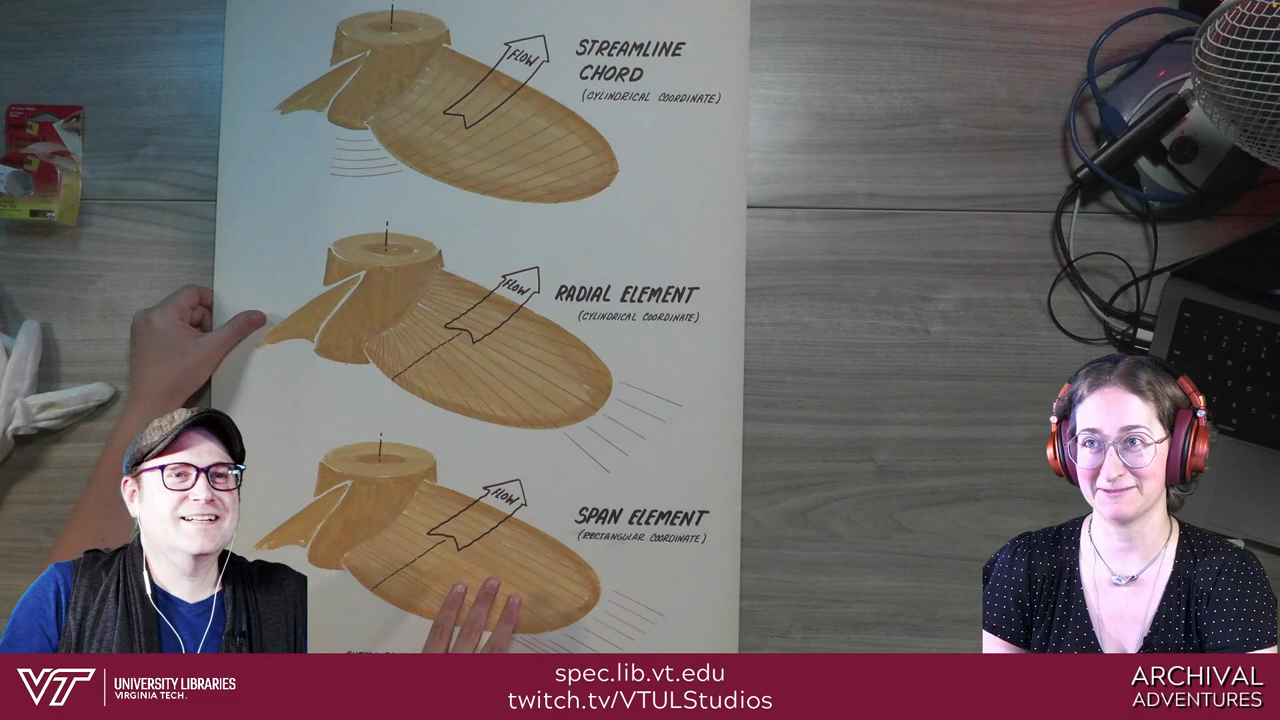 FLOW
STREAMLINE
CHORD
(CYLINDRICAL COORDINATE)
FLOW
RADIAL ELEMENT
(CYLINDRICAL COORDINATE)
FLOW
SPAN ELEMENT
(RECTANGULAR COORDINATE)
VT
UNIVERSITY LIBRARIES
VIRGINIA TECH.
spec.lib.vt.edu
twitch.tv/VTULStudios
ARCHIVAL
ADVENTURES